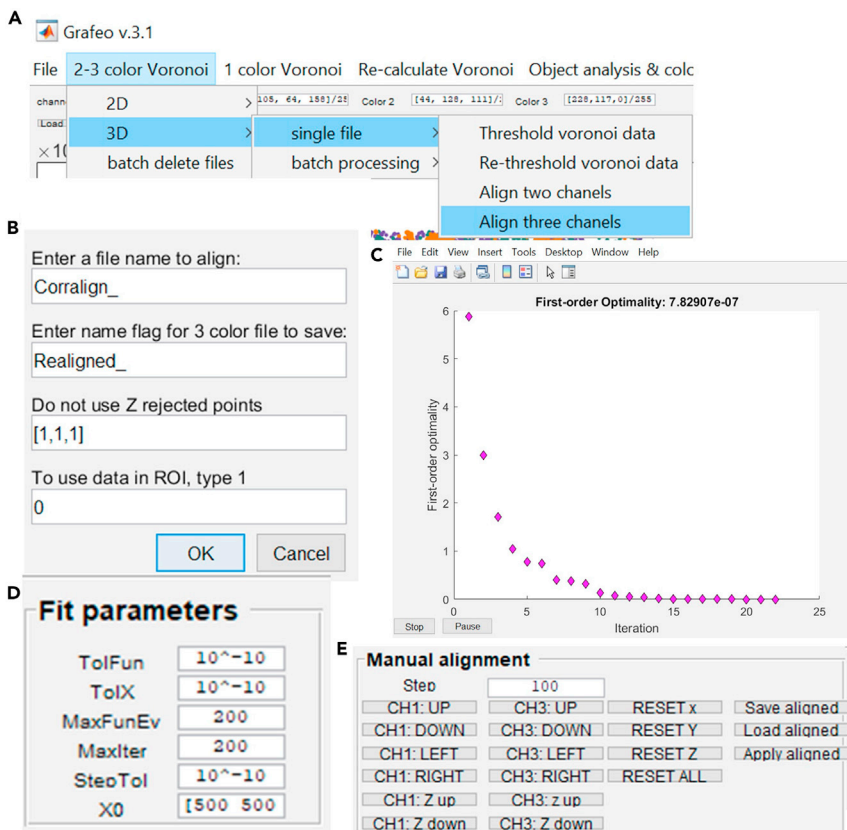 A
Grafeo v.3.1
File 2-3 color Voronoi 1 color Voronoi Re-calculate Voronoi Object analysis & colc
chann 105, 64, 158]/25 Color 2 [44, 128, 111]/: Color 3 [228,117,0]/255
Load
×10
2D >
3D >
batch delete files
single file >
batch processing >
Threshold voronoi data
Re-threshold voronoi data
Align two chanels
Align three chanels
B
Enter a file name to align:
Corralign_
Enter name flag for 3 color file to save:
Realigned_
Do not use Z rejected points
[1,1,1]
To use data in ROI, type 1
0
OK Cancel
C
File Edit View Insert Tools Desktop Window Help
First-order Optimality: 7.82907e-07
First-order optimality
6
5
4
3
2
1
0
0 5 10 15 20 25
Iteration
Stop Pause
D
Fit parameters
TolFun 10^-10
TolX 10^-10
MaxFunEv 200
MaxIter 200
StepTol 10^-10
X0 [500 500
E
Manual alignment
Step 100
CH1: UP CH3: UP RESET x Save aligned
CH1: DOWN CH3: DOWN RESET Y Load aligned
CH1: LEFT CH3: LEFT RESET Z Apply aligned
CH1: RIGHT CH3: RIGHT RESET ALL
CH1: Z up CH3: z up
CH1: Z down CH3: Z down